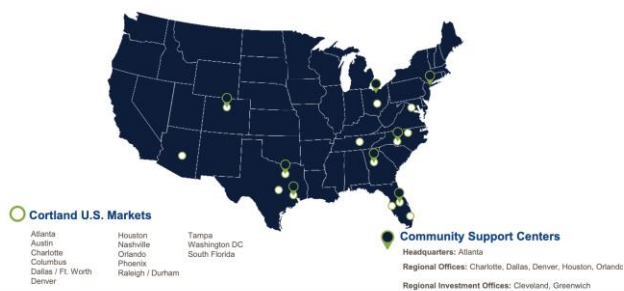 Cortland U.S. Markets
Atlanta
Austin
Charlotte
Columbus
Dallas / Ft. Worth
Denver
Houston
Nashville
Orlando
Phoenix
Raleigh / Durham
Tampa
Washington DC
South Florida
Community Support Centers
Headquarters: Atlanta
Regional Offices: Charlotte, Dallas, Denver, Houston, Orlando
Regional Investment Offices: Cleveland, Greenwich